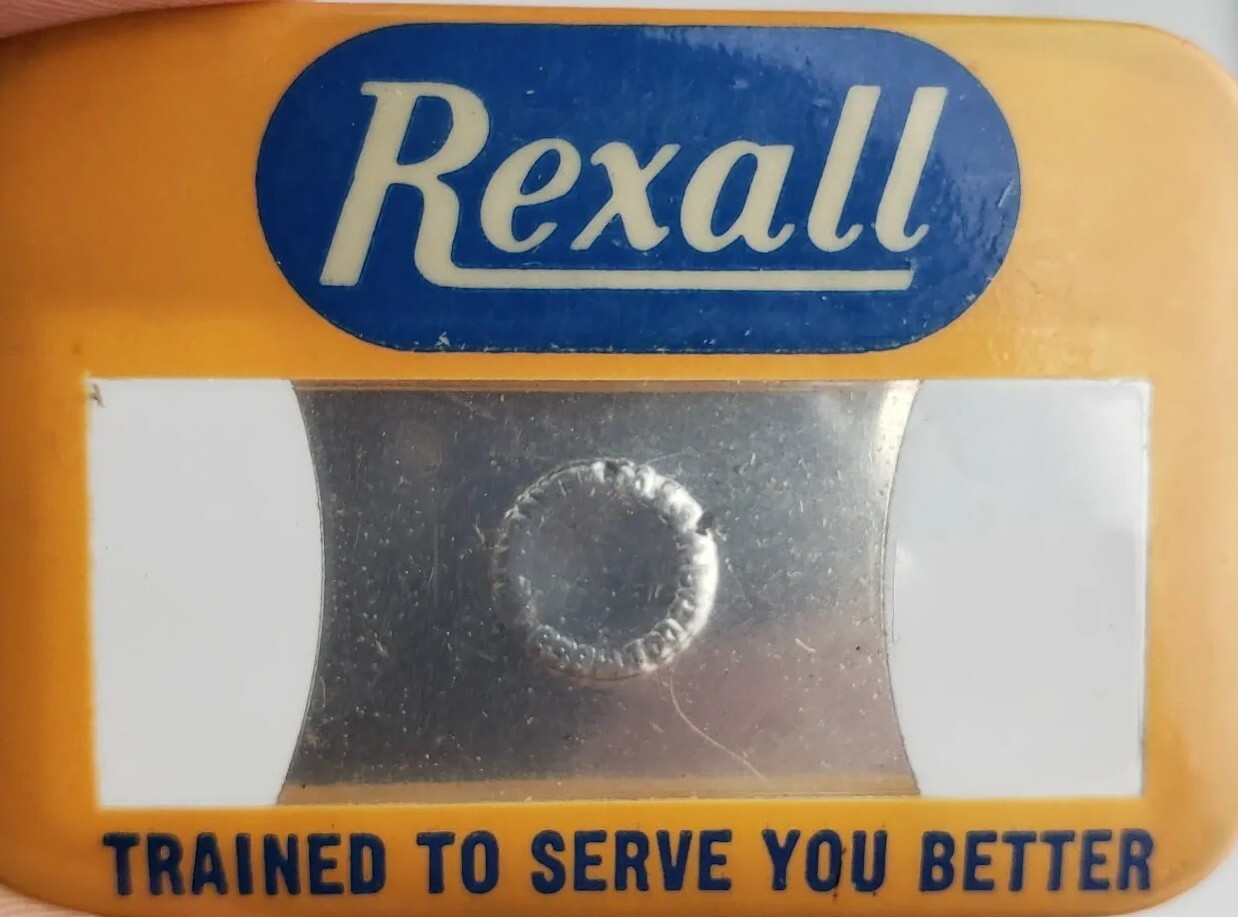 Rexall
TRAINED TO SERVE YOU BETTER